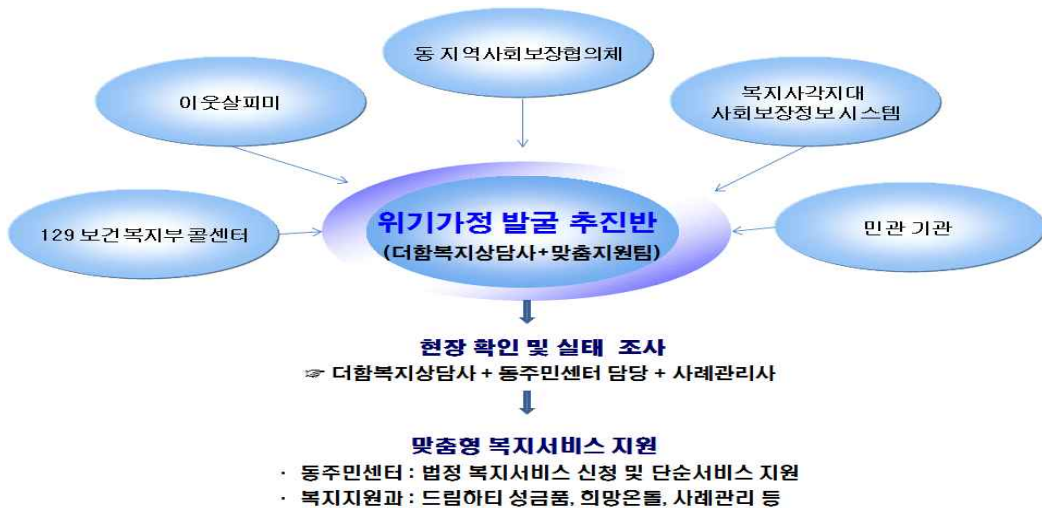 동 지역사회보장협의체
이웃살피미
복지사각지대
사회보장정보시스템
129 보건복지부 콜센터
위기가정 발굴 추진반
(더함복지상담사+맞춤지원팀)
민관 기관
현장 확인 및 실태 조사
☞ 더함복지상담사 + 동주민센터 담당 + 사례관리사
맞춤형 복지서비스 지원
· 동주민센터 : 법정 복지서비스 신청 및 단순서비스 지원
· 복지지원과 : 드림하티 성금품, 희망온돌, 사례관리 등